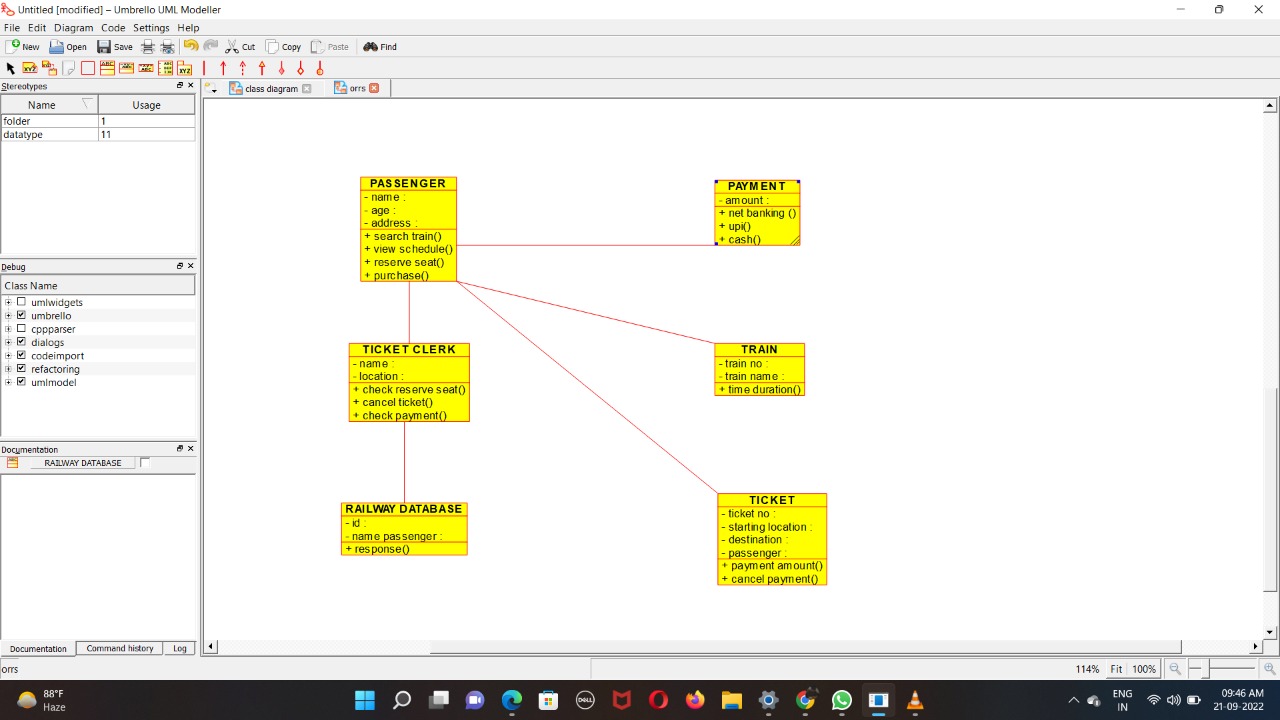 Untitled [modified] – Umbrello UML Modeller
File Edit Diagram Code Settings Help
New Open Save Cut Copy Paste Find
Stereotypes
class diagram orrs
Name Usage
folder 1
datatype 11
Debug
Class Name
umlwidgets
umbrello
cppparser
dialogs
codeimport
refactoring
umlmodel
Documentation
RAILWAY DATABASE
Documentation Command history Log
PASSENGER
- name :
- age :
- address :
+ search train()
+ view schedule()
+ reserve seat()
+ purchase()
PAYMENT
- amount :
+ net banking ()
+ upi()
+ cash()
TICKET CLERK
- name :
- location :
+ check reserve seat()
+ cancel ticket()
+ check payment()
TRAIN
- train no :
- train name :
+ time duration()
RAILWAY DATABASE
- id :
- name passenger :
+ response()
TICKET
- ticket no :
- starting location :
- destination :
- passenger :
+ payment amount()
+ cancel payment()
orrs
114% Fit 100%
88°F
Haze
DELL
ENG
IN
09:46 AM
21-09-2022